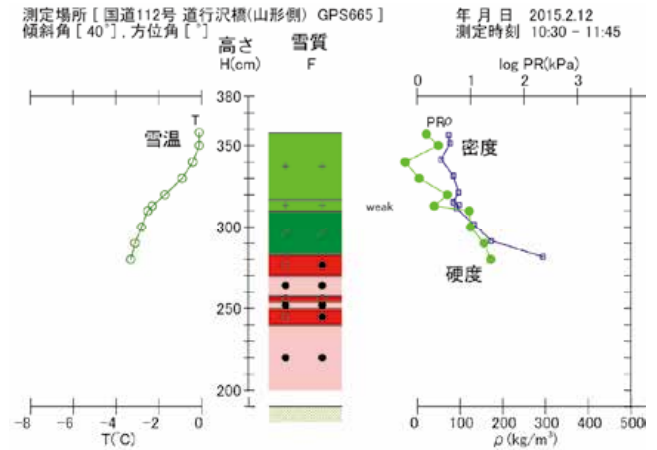 測定場所 [ 国道112号 道行沢橋(山形側) GPS665 ] 年 月 日 2015.2.12
傾斜角 [ 40°] , 方位角 [ °] 測定時刻 10:30 - 11:45
高さ 雪質 log PR(kPa)
H(cm) F 0 1 2 3
380
T PRρ
雪温 350 密度
weak
300
硬度
250
200
-8 -6 -4 -2 0 0 100 200 300 400 500
T(℃) ρ (kg/m³)